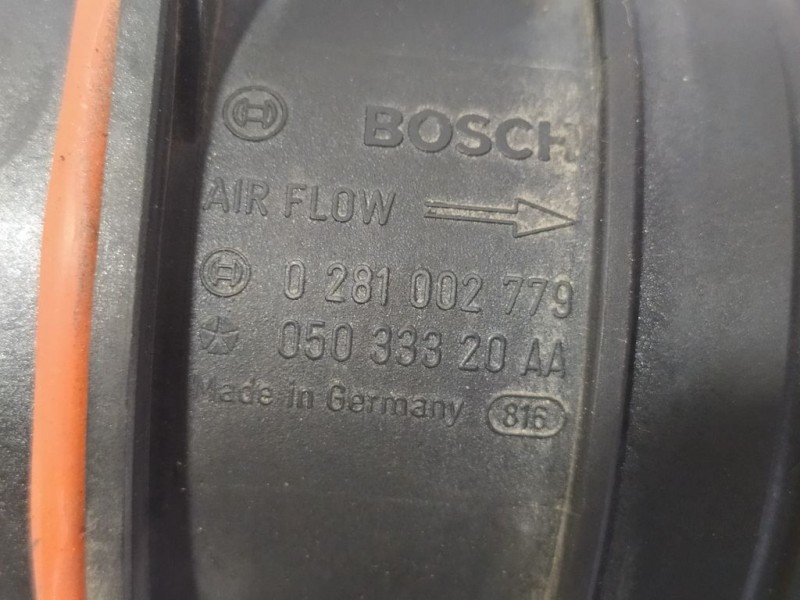 BOSCH
AIR FLOW
0 281 002 779
050 333 20 AA
Made in Germany 816